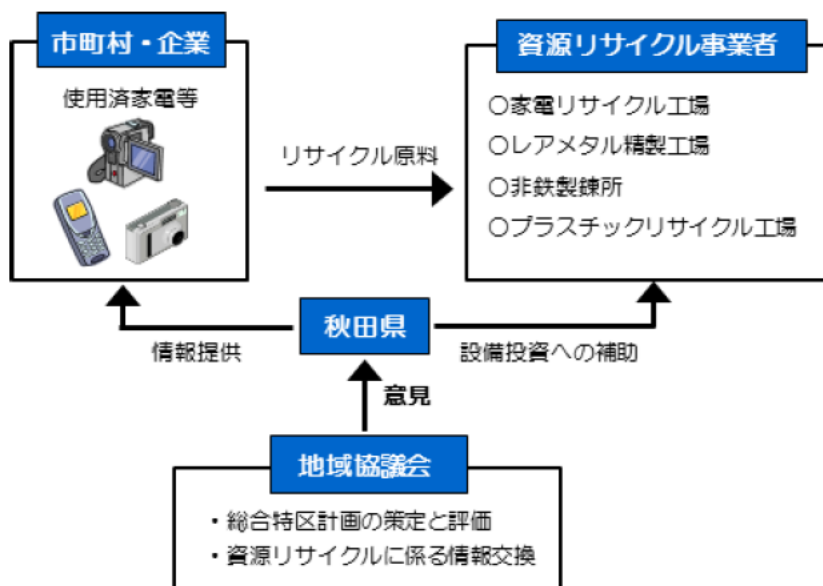 市町村・企業
使用済家電等
リサイクル原料
資源リサイクル事業者
○家電リサイクル工場
○レアメタル精製工場
○非鉄製錬所
○プラスチックリサイクル工場
秋田県
情報提供
設備投資への補助
意見
地域協議会
・総合特区計画の策定と評価
・資源リサイクルに係る情報交換